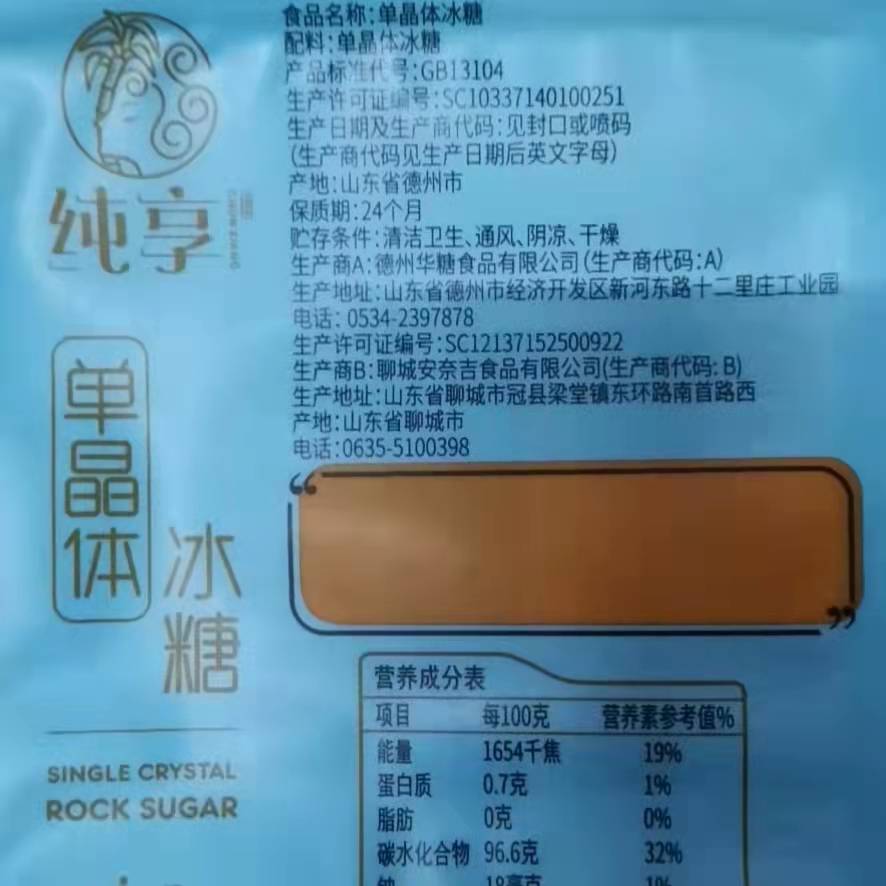 食品名称:单晶体冰糖
配料:单晶体冰糖
产品标准代号:GB13104
生产许可证编号:SC10337140100251
生产日期及生产商代码:见封口或喷码
(生产商代码见生产日期后英文字母)
产地:山东省德州市
保质期:24个月
贮存条件:清洁卫生、通风、阴凉、干燥
生产商A:德州华糖食品有限公司(生产商代码:A)
生产地址:山东省德州市经济开发区新河东路十二里庄工业园
电话: 0534-2397878
生产许可证编号:SC12137152500922
生产商B:聊城安奈吉食品有限公司(生产商代码: B)
生产地址:山东省聊城市冠县梁堂镇东环路南首路西
产地:山东省聊城市
电话:0635-5100398
纯享
单晶体
冰糖
SINGLE CRYSTAL
ROCK SUGAR
营养成分表
项目 每100克 营养素参考值%
能量 1654千焦 19%
蛋白质 0.7克 1%
脂肪 0克 0%
碳水化合物 96.6克 32%
钠 18毫克 1%